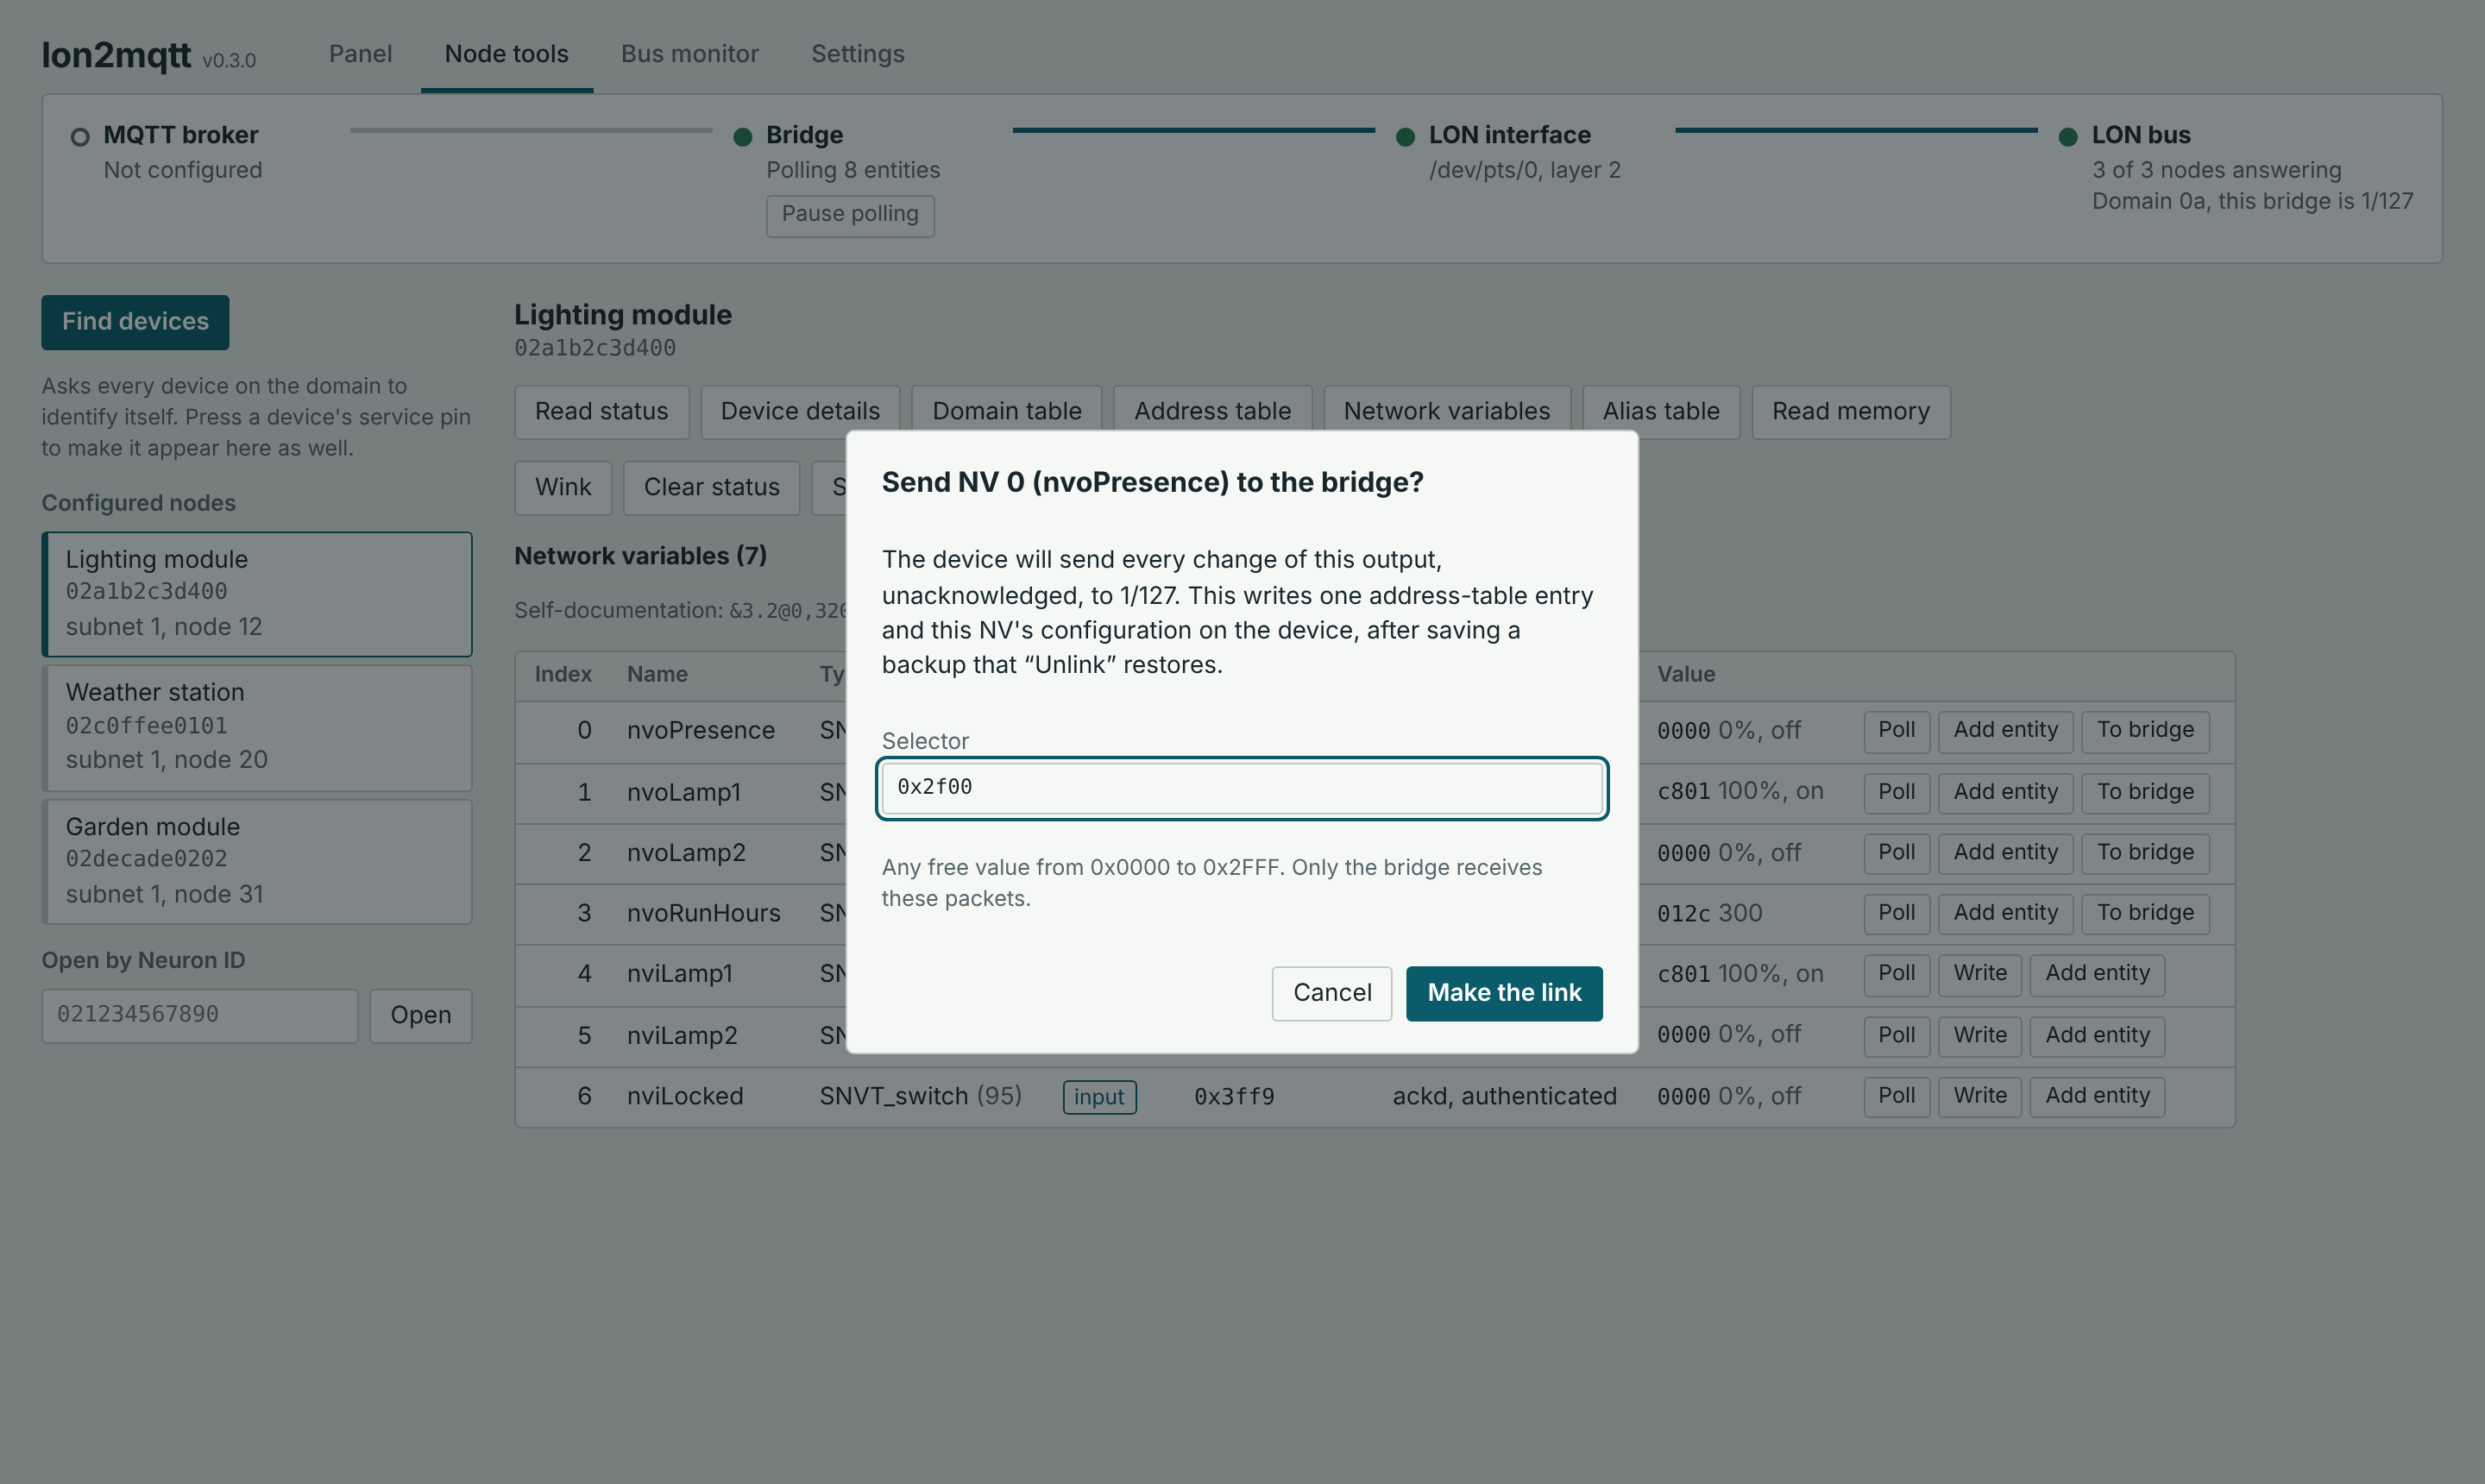 lon2mqtt v0.3.0 Panel Node tools Bus monitor Settings
MQTT broker Bridge LON interface LON bus
Not configured Polling 8 entities /dev/pts/0, layer 2 3 of 3 nodes answering
Domain 0a, this bridge is 1/127
Pause polling
Find devices
Asks every device on the domain to
identify itself. Press a device's service pin
to make it appear here as well.
Configured nodes
Lighting module
02a1b2c3d400
subnet 1, node 12
Weather station
02c0ffee0101
subnet 1, node 20
Garden module
02decade0202
subnet 1, node 31
Open by Neuron ID
021234567890 Open
Lighting module
02a1b2c3d400
Read status Device details Domain table Address table Network variables Alias table Read memory
Wink Clear status
Network variables (7)
Self-documentation: &3.2@0,320
Index Name Value
0 nvoPresence 0000 0%, off Poll Add entity To bridge
1 nvoLamp1 c801 100%, on Poll Add entity To bridge
2 nvoLamp2 0000 0%, off Poll Add entity To bridge
3 nvoRunHours 012c 300 Poll Add entity To bridge
4 nviLamp1 c801 100%, on Poll Write Add entity
5 nviLamp2 0000 0%, off Poll Write Add entity
6 nviLocked SNVT_switch (95) input 0x3ff9 ackd, authenticated 0000 0%, off Poll Write Add entity
Send NV 0 (nvoPresence) to the bridge?
The device will send every change of this output,
unacknowledged, to 1/127. This writes one address-table entry
and this NV's configuration on the device, after saving a
backup that “Unlink” restores.
Selector
0x2f00
Any free value from 0x0000 to 0x2FFF. Only the bridge receives
these packets.
Cancel Make the link